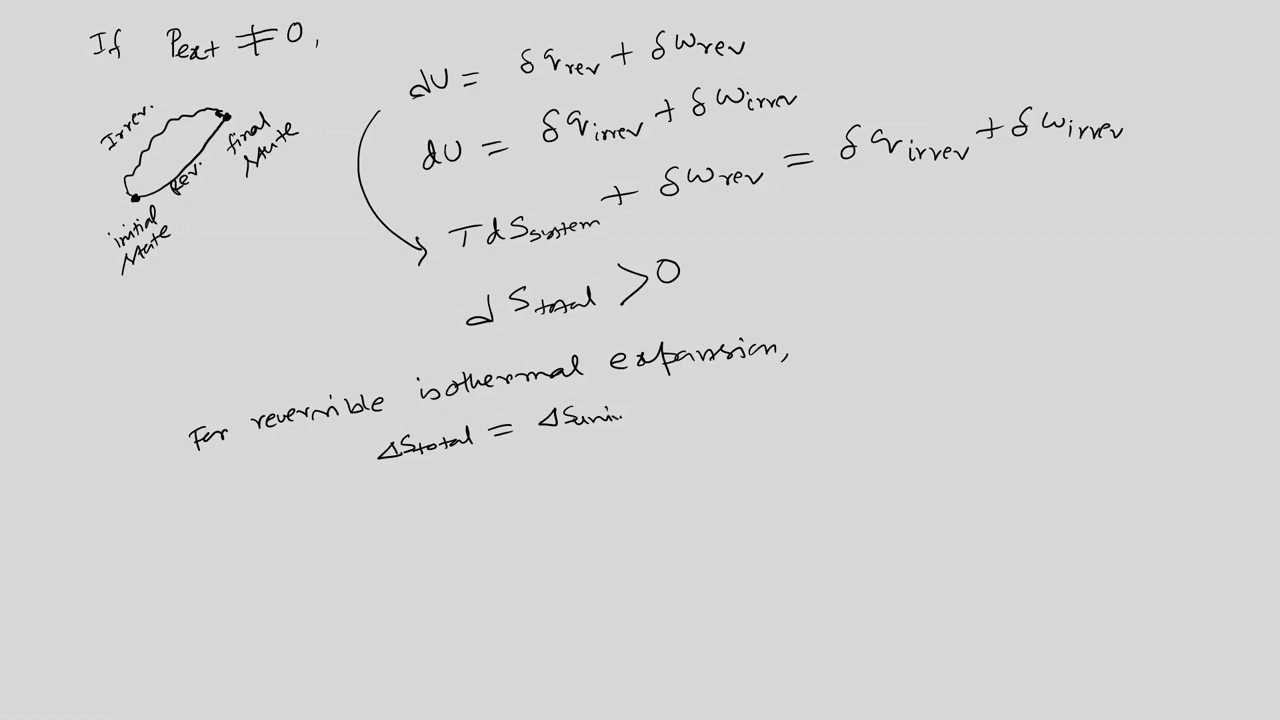 If Pext ≠ 0,
dU = δqrev + δwrev
dU = δqirrev + δwirrev
TdSsystem + δwrev = δqirrev + δwirrev
dStotal > 0
Irrev.
Rev.
final
state
initial
state
For reversible isothermal expansion,
ΔStotal = ΔSuni.